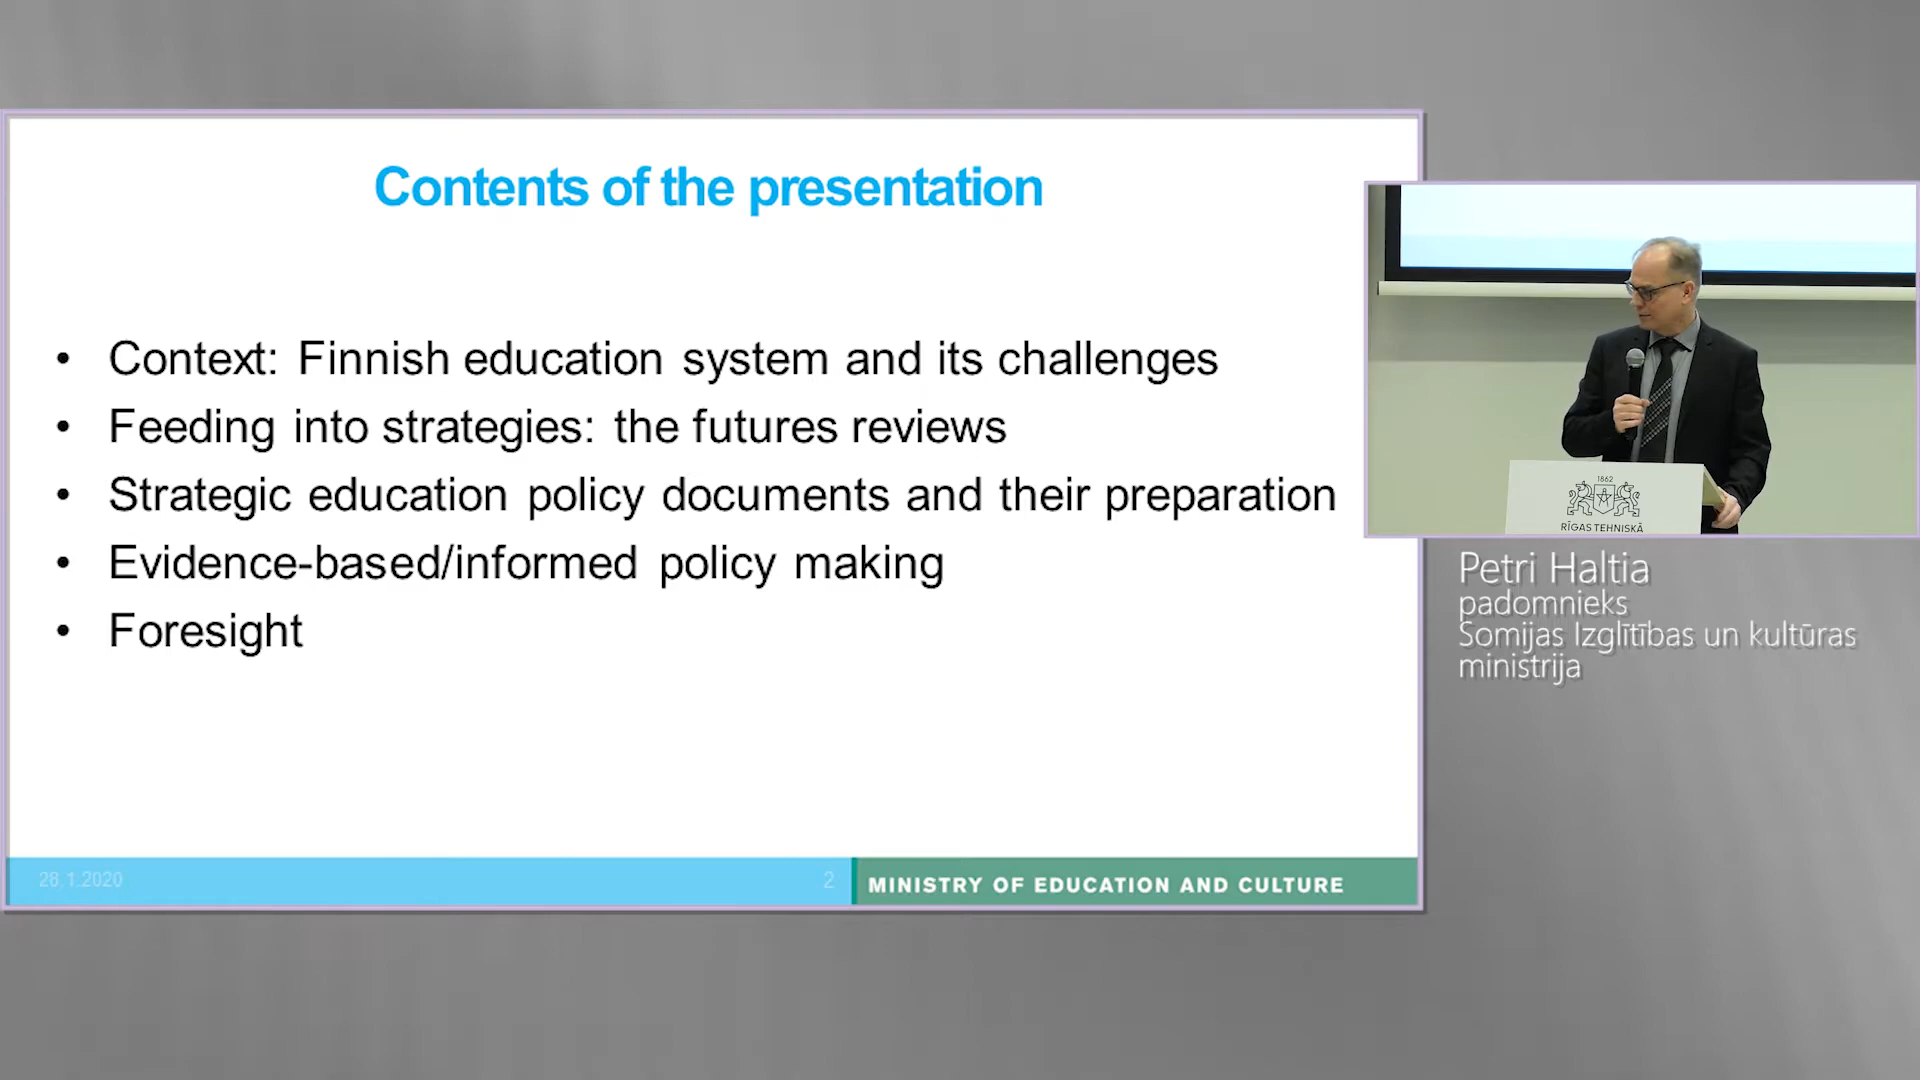 Contents of the presentation
• Context: Finnish education system and its challenges
• Feeding into strategies: the futures reviews
• Strategic education policy documents and their preparation
• Evidence-based/informed policy making
• Foresight
28.1.2020
2
MINISTRY OF EDUCATION AND CULTURE
1862
RĪGAS TEHNISKĀ
Petri Haltia
padomnieks
Somijas Izglītības un kultūras
ministrija